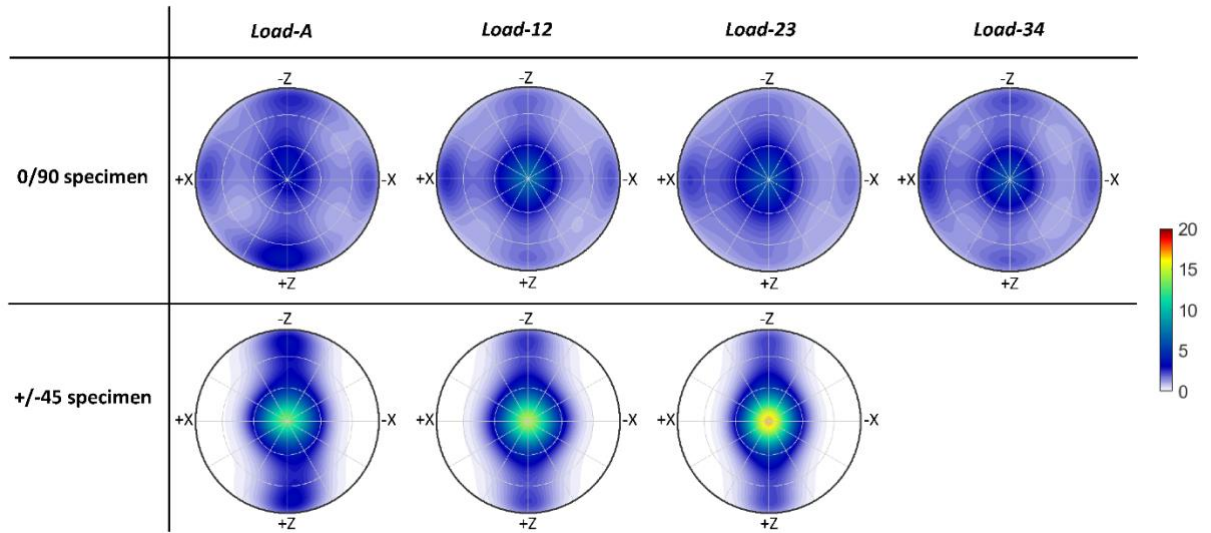 Load-A Load-12 Load-23 Load-34
-Z -Z -Z -Z
0/90 specimen +X -X +X -X +X -X +X -X
+Z +Z +Z +Z
-Z -Z -Z
+/-45 specimen +X -X +X -X +X -X
+Z +Z +Z
20
15
10
5
0